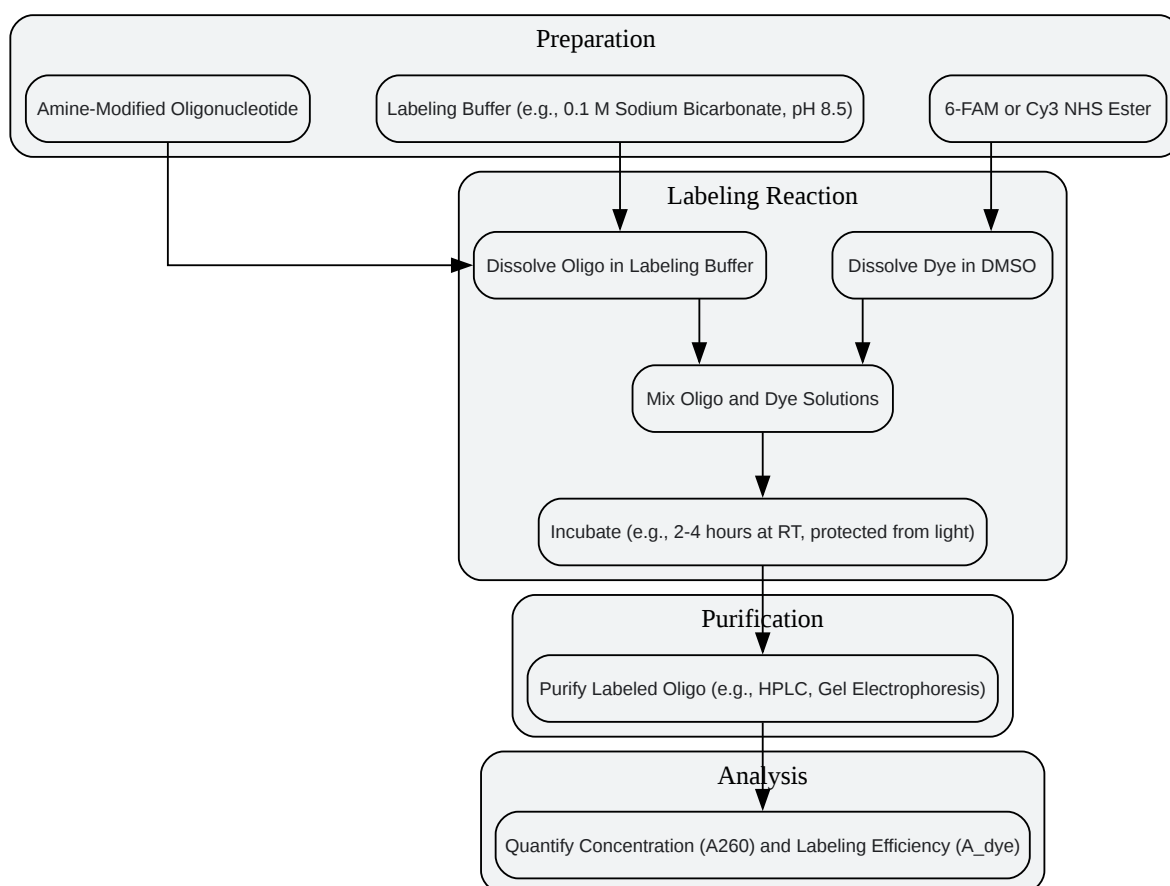 Preparation
Amine-Modified Oligonucleotide
Labeling Buffer (e.g., 0.1 M Sodium Bicarbonate, pH 8.5)
6-FAM or Cy3 NHS Ester
Labeling Reaction
Dissolve Oligo in Labeling Buffer
Dissolve Dye in DMSO
Mix Oligo and Dye Solutions
Incubate (e.g., 2-4 hours at RT, protected from light)
Purification
Purify Labeled Oligo (e.g., HPLC, Gel Electrophoresis)
Analysis
Quantify Concentration (A260) and Labeling Efficiency (A_dye)